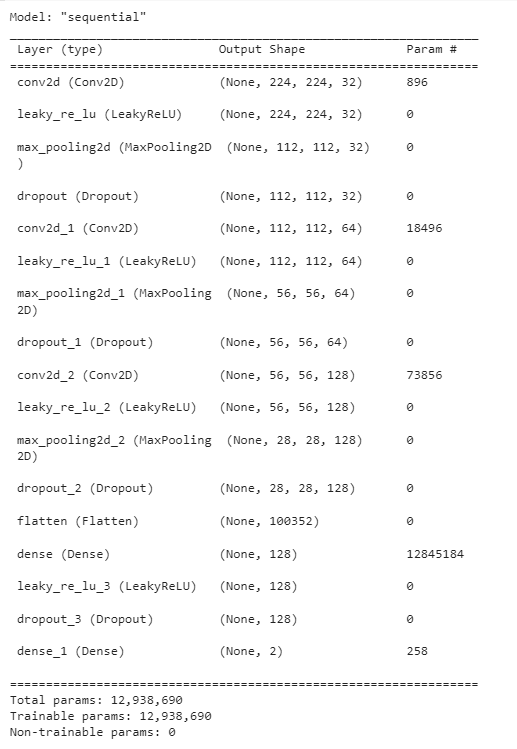 Model: "sequential"
_________________________________________________________________
Layer (type)                Output Shape              Param #
=================================================================
conv2d (Conv2D)             (None, 224, 224, 32)      896
leaky_re_lu (LeakyReLU)     (None, 224, 224, 32)      0
max_pooling2d (MaxPooling2D  (None, 112, 112, 32)     0
)
dropout (Dropout)           (None, 112, 112, 32)      0
conv2d_1 (Conv2D)           (None, 112, 112, 64)      18496
leaky_re_lu_1 (LeakyReLU)   (None, 112, 112, 64)      0
max_pooling2d_1 (MaxPooling  (None, 56, 56, 64)       0
2D)
dropout_1 (Dropout)         (None, 56, 56, 64)        0
conv2d_2 (Conv2D)           (None, 56, 56, 128)       73856
leaky_re_lu_2 (LeakyReLU)   (None, 56, 56, 128)       0
max_pooling2d_2 (MaxPooling  (None, 28, 28, 128)      0
2D)
dropout_2 (Dropout)         (None, 28, 28, 128)       0
flatten (Flatten)           (None, 100352)            0
dense (Dense)               (None, 128)               12845184
leaky_re_lu_3 (LeakyReLU)   (None, 128)               0
dropout_3 (Dropout)         (None, 128)               0
dense_1 (Dense)             (None, 2)                 258
=================================================================
Total params: 12,938,690
Trainable params: 12,938,690
Non-trainable params: 0